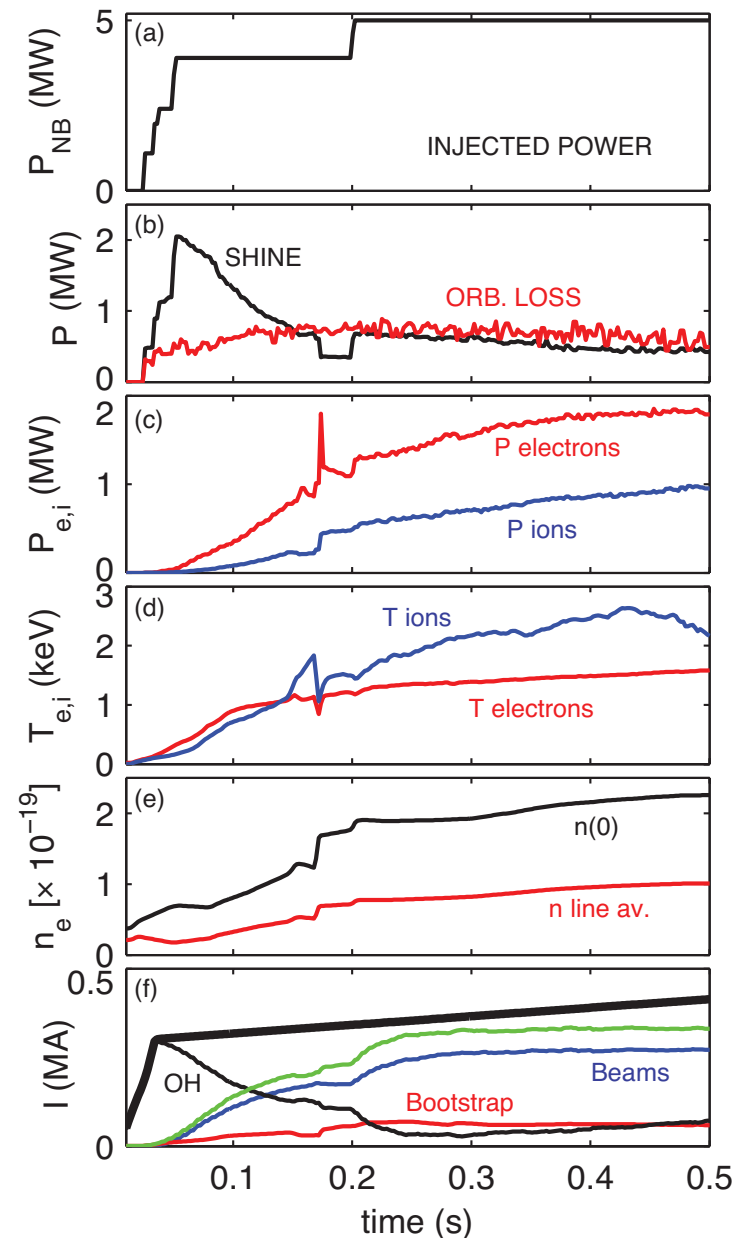 (a)
5
0
P_NB (MW)
INJECTED POWER
(b)
2
1
0
P (MW)
SHINE
ORB. LOSS
(c)
2
1
0
P_e,i (MW)
P electrons
P ions
(d)
3
2
1
0
T_e,i (keV)
T ions
T electrons
(e)
2
1
0
n_e [× 10^-19]
n(0)
n line av.
(f)
0.5
0
I (MA)
OH
Beams
Bootstrap
0.1 0.2 0.3 0.4 0.5
time (s)